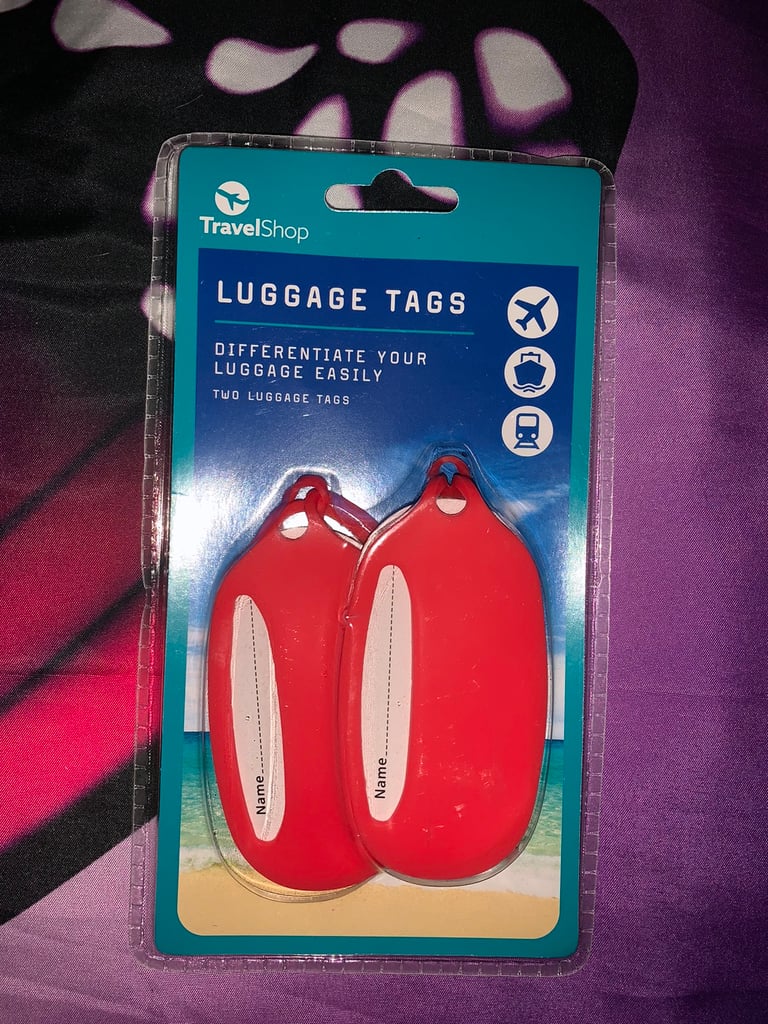 TravelShop
LUGGAGE TAGS
DIFFERENTIATE YOUR
LUGGAGE EASILY
TWO LUGGAGE TAGS
Name
Name